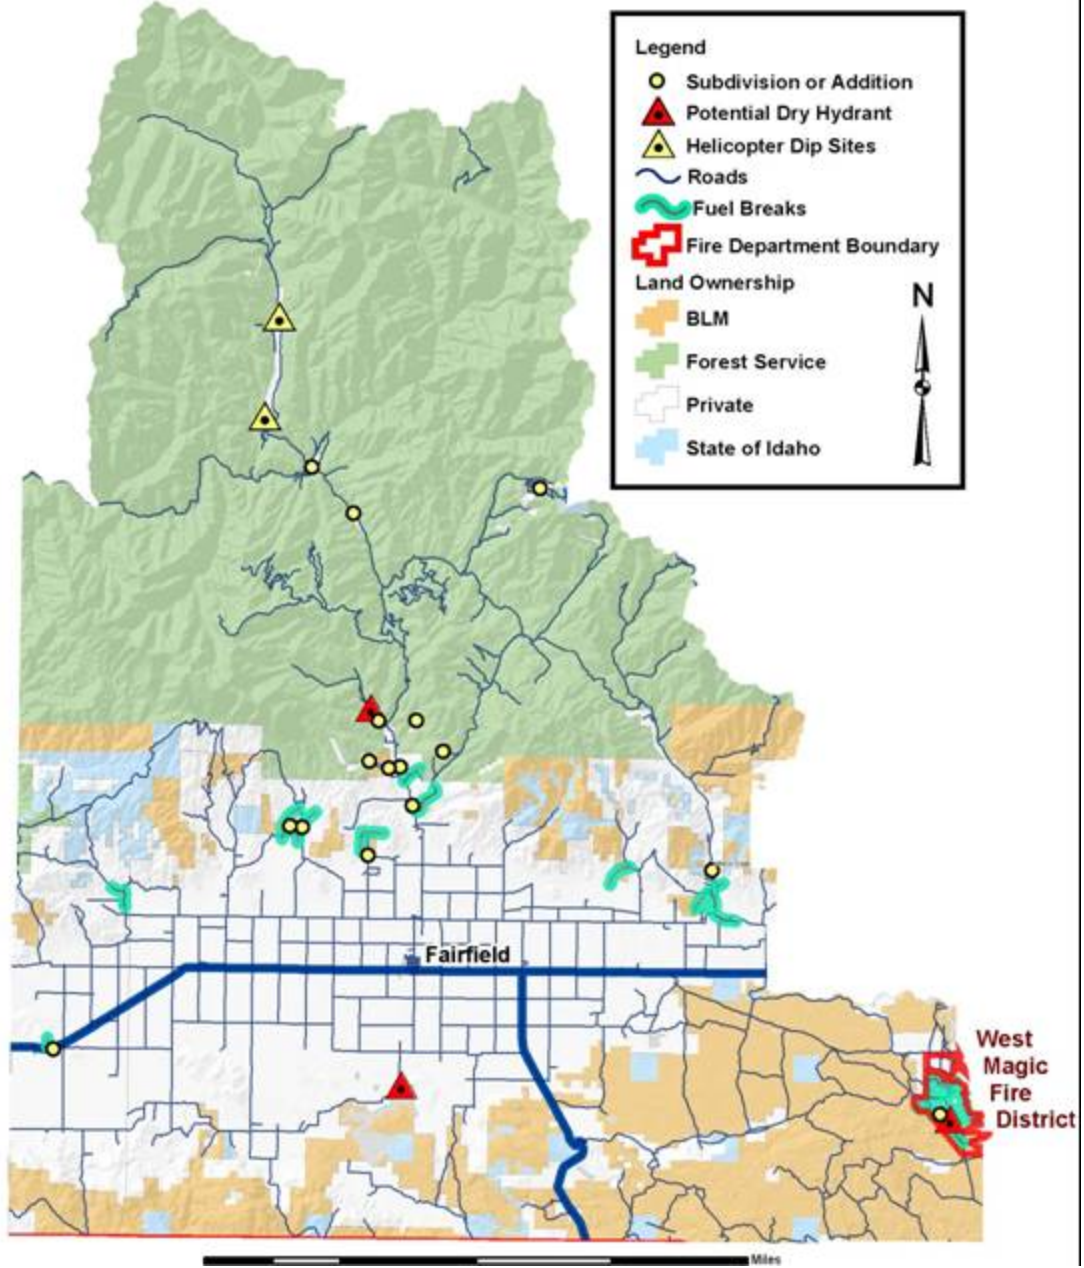 Legend
Subdivision or Addition
Potential Dry Hydrant
Helicopter Dip Sites
Roads
Fuel Breaks
Fire Department Boundary
Land Ownership
N
BLM
Forest Service
Private
State of Idaho
Fairfield
West
Magic
Fire
District
Miles